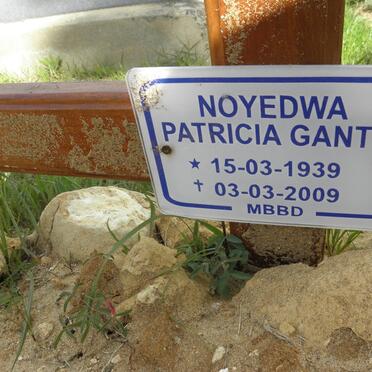 NOYEDWA
PATRICIA GANT
★ 15-03-1939
✝ 03-03-2009
MBBD